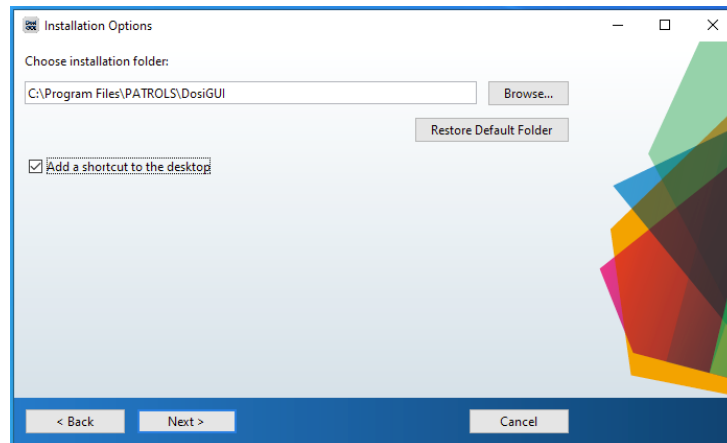 Installation Options
Choose installation folder:
C:\Program Files\PATROLS\DosiGUI
Browse...
Restore Default Folder
Add a shortcut to the desktop
< Back
Next >
Cancel